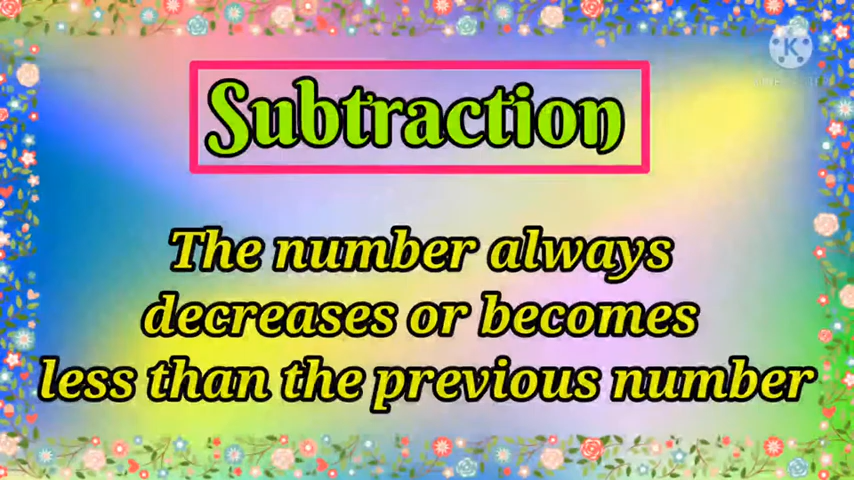 Subtraction
The number always
decreases or becomes
less than the previous number
K